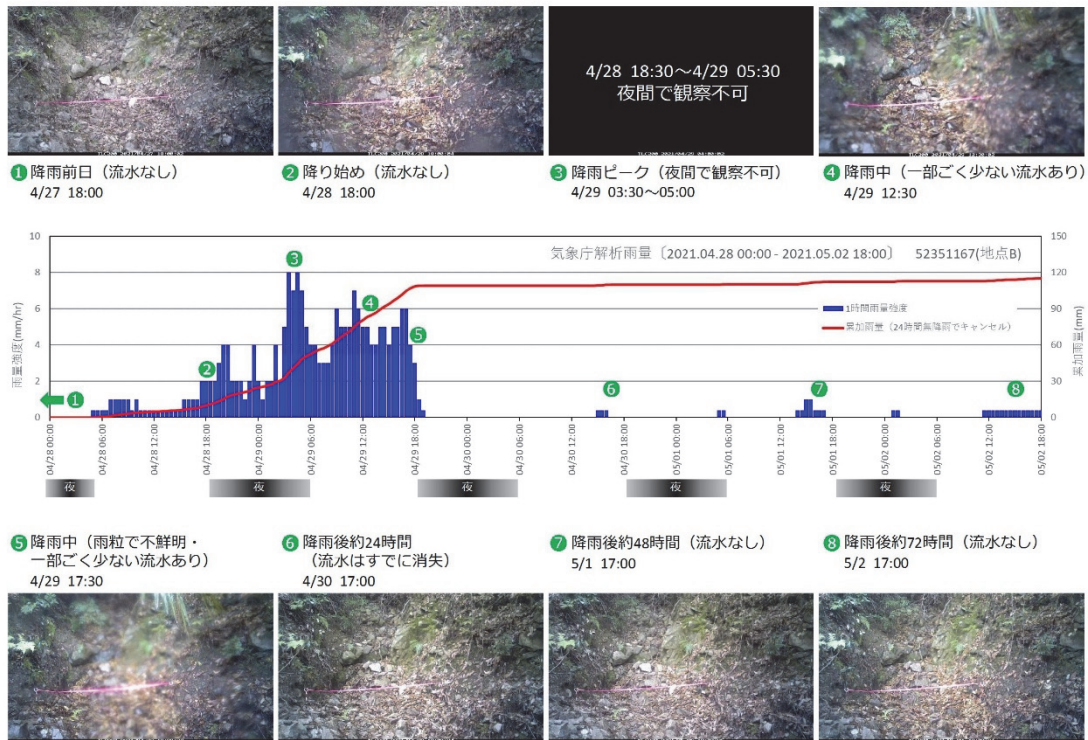 4/28 18:30～4/29 05:30
夜間で観察不可
❶降雨前日（流水なし）
4/27 18:00
❷降り始め（流水なし）
4/28 18:00
❸降雨ピーク（夜間で観察不可）
4/29 03:30～05:00
❹降雨中（一部ごく少ない流水あり）
4/29 12:30
気象庁解析雨量〔2021.04.28 00:00 - 2021.05.02 18:00〕 52351167(地点B)
雨量強度(mm/hr)
10
8
6
4
2
0
累加雨量(mm)
150
120
90
60
30
0
1時間雨量強度
累加雨量（24時間無降雨でキャンセル）
❶
❷
❸
❹
❺
❻
❼
❽
04/28 00:00
04/28 06:00
04/28 12:00
04/28 18:00
04/29 00:00
04/29 06:00
04/29 12:00
04/29 18:00
04/30 00:00
04/30 06:00
04/30 12:00
04/30 18:00
05/01 00:00
05/01 06:00
05/01 12:00
05/01 18:00
05/02 00:00
05/02 06:00
05/02 12:00
05/02 18:00
夜
夜
夜
夜
夜
❺降雨中（雨粒で不鮮明・
一部ごく少ない流水あり）
4/29 17:30
❻降雨後約24時間
（流水はすでに消失）
4/30 17:00
❼降雨後約48時間（流水なし）
5/1 17:00
❽降雨後約72時間（流水なし）
5/2 17:00